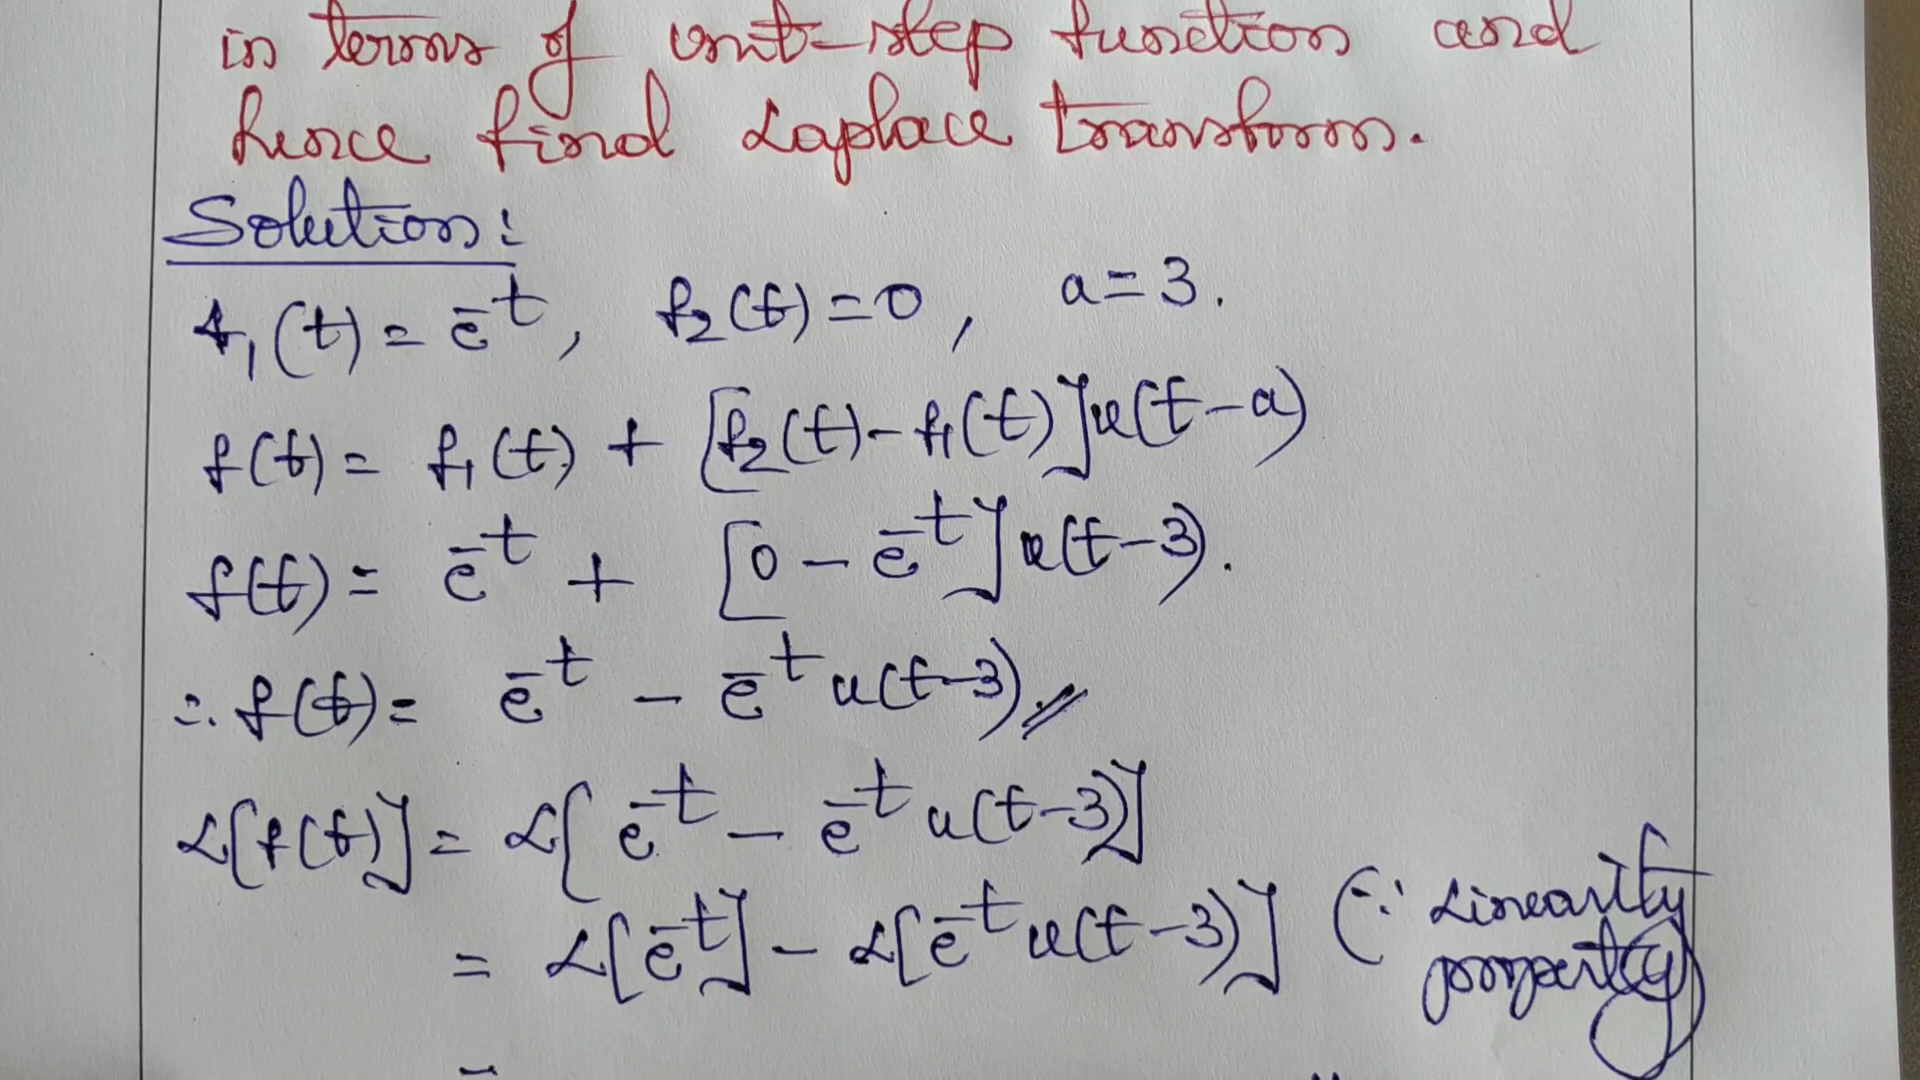 in terms of unit-step function and
hence find Laplace transform.
Solution:
f₁(t) = e⁻ᵗ, f₂(t) = 0, a = 3.
f(t) = f₁(t) + [f₂(t) - f₁(t)]u(t-a)
f(t) = e⁻ᵗ + [0 - e⁻ᵗ]u(t-3).
∴ f(t) = e⁻ᵗ - e⁻ᵗ u(t-3)//
L[f(t)] = L[e⁻ᵗ - e⁻ᵗ u(t-3)]
= L[e⁻ᵗ] - L[e⁻ᵗ u(t-3)] (∵ Linearity
property)